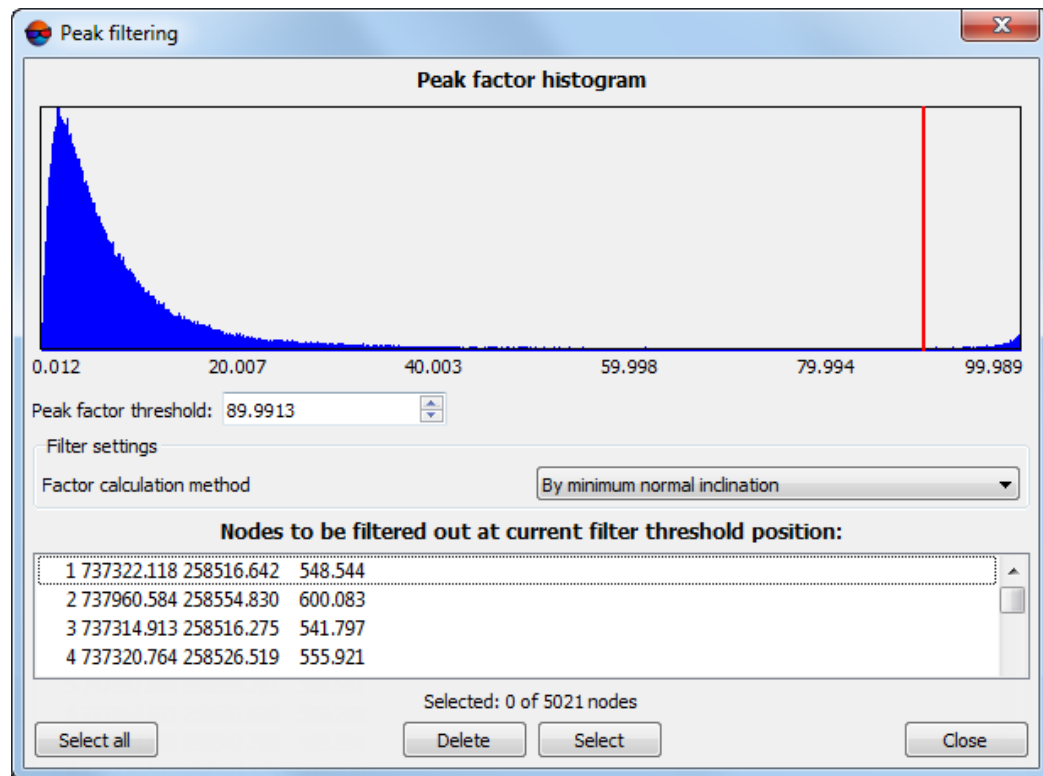 Peak filtering
Peak factor histogram
0.012 20.007 40.003 59.998 79.994 99.989
Peak factor threshold: 89.9913
Filter settings
Factor calculation method By minimum normal inclination
Nodes to be filtered out at current filter threshold position:
1 737322.118 258516.642 548.544
2 737960.584 258554.830 600.083
3 737314.913 258516.275 541.797
4 737320.764 258526.519 555.921
Selected: 0 of 5021 nodes
Select all Delete Select Close